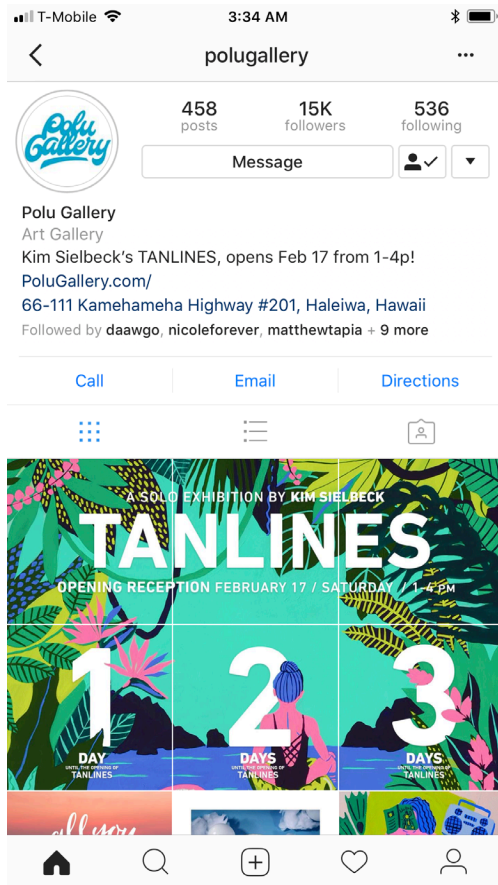 T-Mobile 3:34 AM
polugallery
Polu
Gallery
458 15K 536
posts followers following
Message
Polu Gallery
Art Gallery
Kim Sielbeck's TANLINES, opens Feb 17 from 1-4p!
PoluGallery.com/
66-111 Kamehameha Highway #201, Haleiwa, Hawaii
Followed by daawgo, nicoleforever, matthewtapia + 9 more
Call Email Directions
A SOLO EXHIBITION BY KIM SIELBECK
TANLINES
OPENING RECEPTION FEBRUARY 17 / SATURDAY / 1-4 PM
1 2 3
DAY DAYS DAYS
UNTIL THE OPENING OF UNTIL THE OPENING OF UNTIL THE OPENING OF
TANLINES TANLINES TANLINES
all you